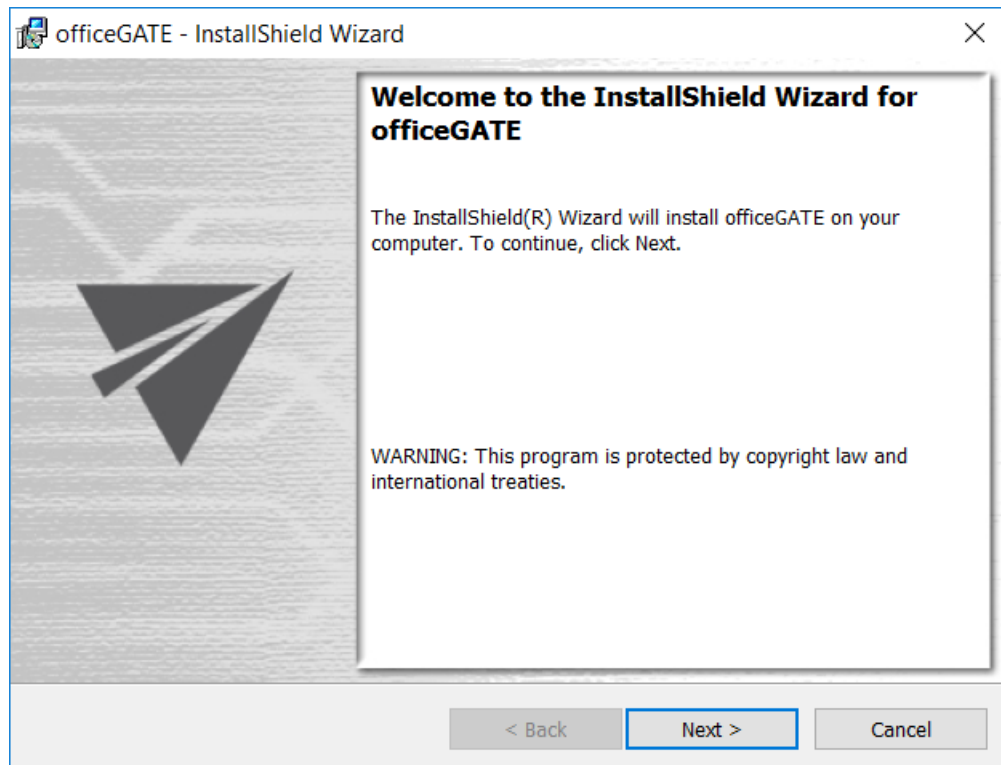 officeGATE - InstallShield Wizard
Welcome to the InstallShield Wizard for
officeGATE
The InstallShield(R) Wizard will install officeGATE on your
computer. To continue, click Next.
WARNING: This program is protected by copyright law and
international treaties.
< Back
Next >
Cancel